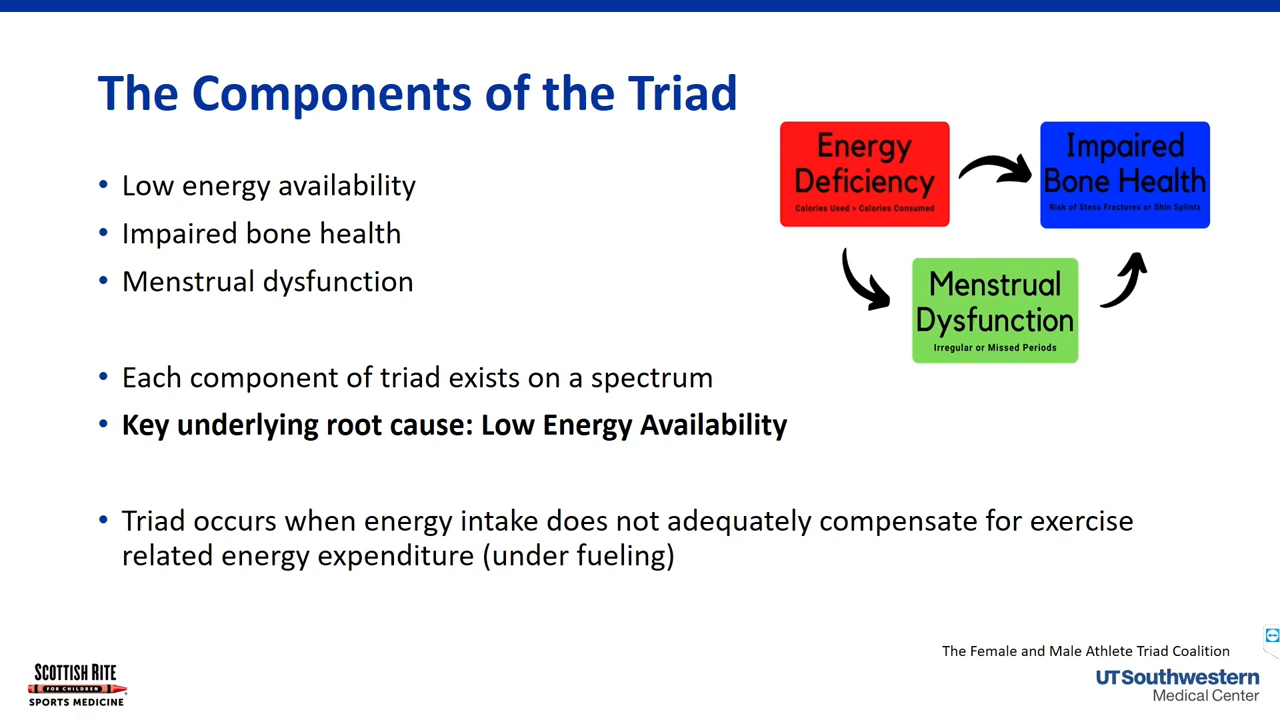 The Components of the Triad
• Low energy availability
• Impaired bone health
• Menstrual dysfunction
• Each component of triad exists on a spectrum
• Key underlying root cause: Low Energy Availability
• Triad occurs when energy intake does not adequately compensate for exercise
related energy expenditure (under fueling)
Energy
Deficiency
Calories Used > Calories Consumed
Impaired
Bone Health
Risk of Stess Fractures or Shin Splints
Menstrual
Dysfunction
Irregular or Missed Periods
The Female and Male Athlete Triad Coalition
SCOTTISH RITE
FOR CHILDREN
SPORTS MEDICINE
UTSouthwestern
Medical Center